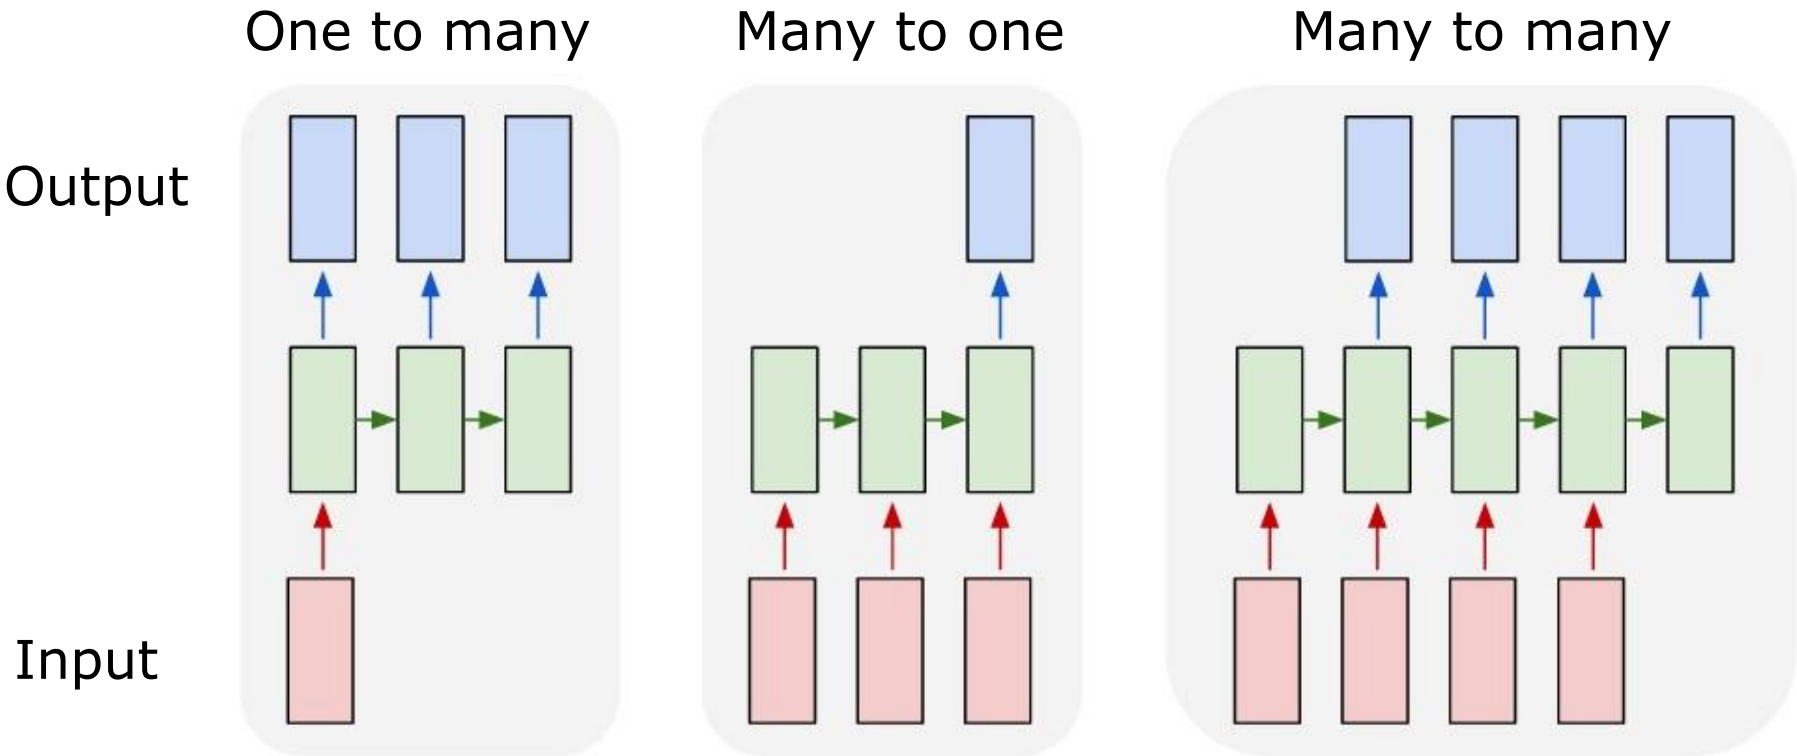 One to many
Many to one
Many to many
Output
Input